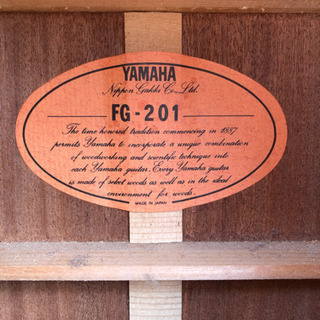 YAMAHA
Nippon Gakki Co., Ltd.
FG-201
The time honored tradition commencing in 1887
permits Yamaha to incorporate a unique combination
of woodworking and scientific technique into
each Yamaha guitar. Every Yamaha guitar
is made of select woods as well as in the ideal
environment for woods.
MADE IN JAPAN